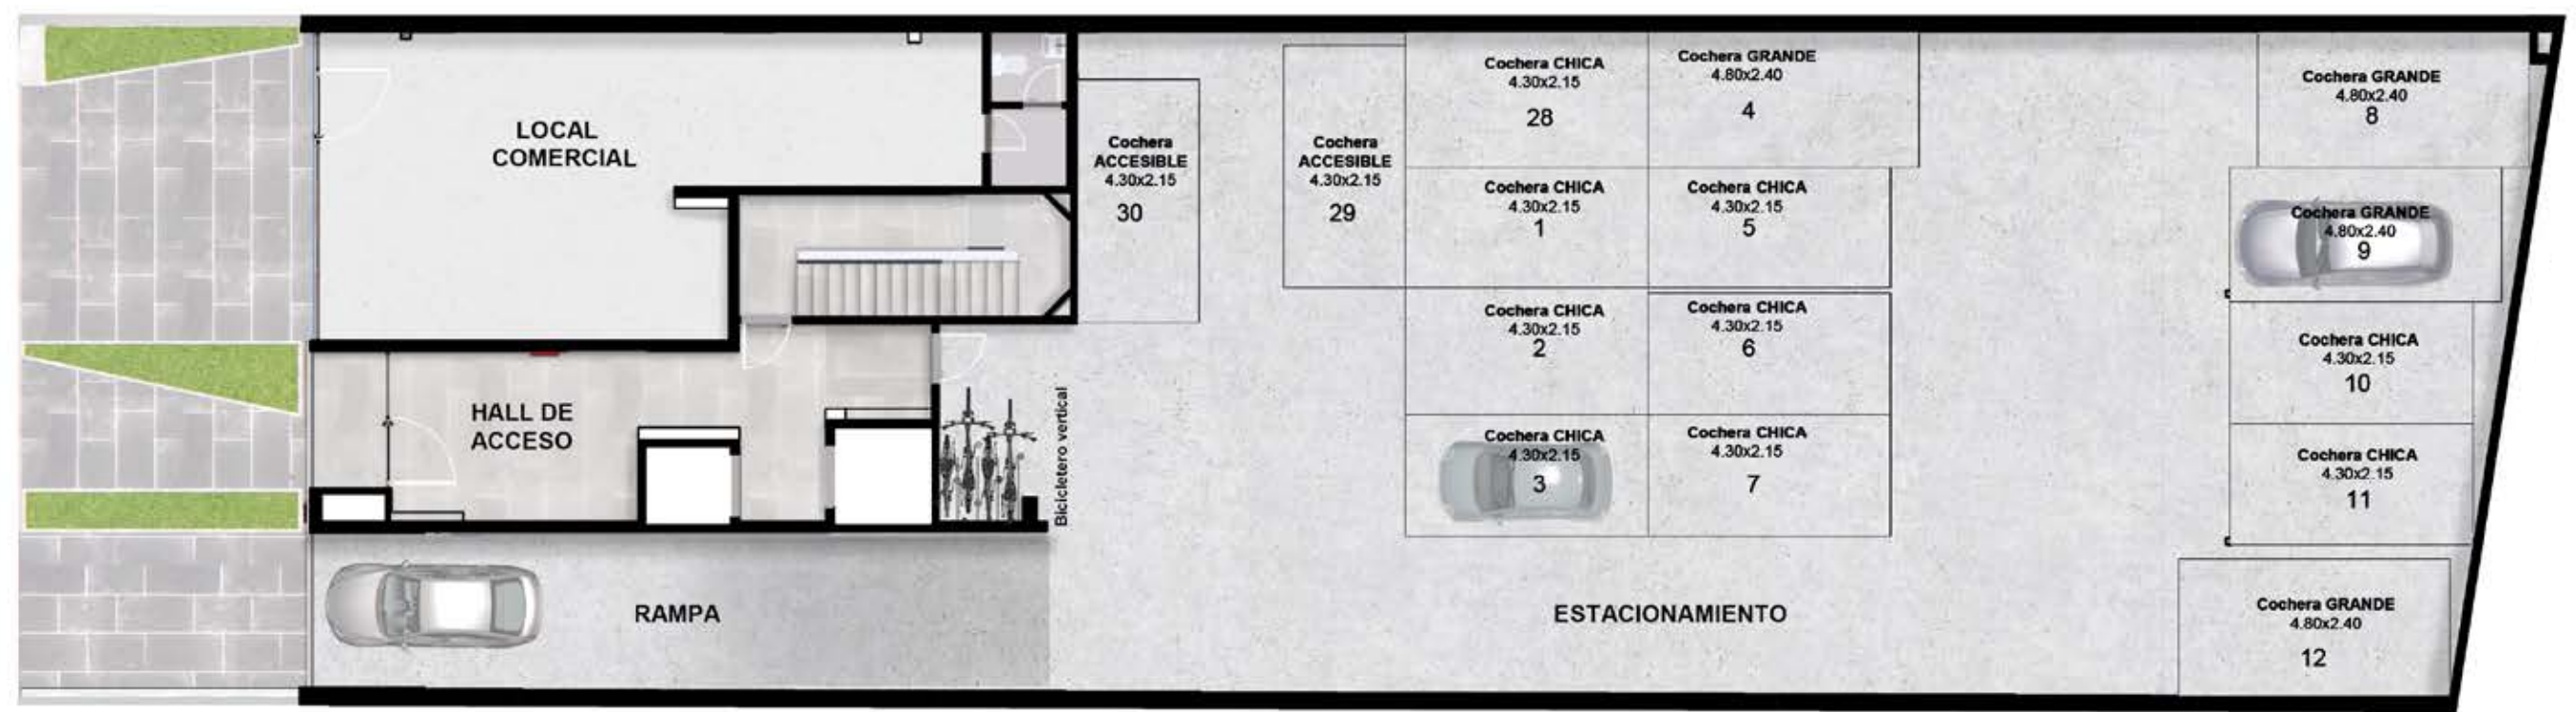 LOCAL
COMERCIAL
HALL DE
ACCESO
RAMPA
Bicicletero vertical
Cochera
ACCESIBLE
4.30x2.15
30
Cochera
ACCESIBLE
4.30x2.15
29
Cochera CHICA
4.30x2.15
28
Cochera GRANDE
4.80x2.40
4
Cochera CHICA
4.30x2.15
1
Cochera CHICA
4.30x2.15
5
Cochera CHICA
4.30x2.15
2
Cochera CHICA
4.30x2.15
6
Cochera CHICA
4.30x2.15
3
Cochera CHICA
4.30x2.15
7
ESTACIONAMIENTO
Cochera GRANDE
4.80x2.40
8
Cochera GRANDE
4.80x2.40
9
Cochera CHICA
4.30x2.15
10
Cochera CHICA
4.30x2.15
11
Cochera GRANDE
4.80x2.40
12